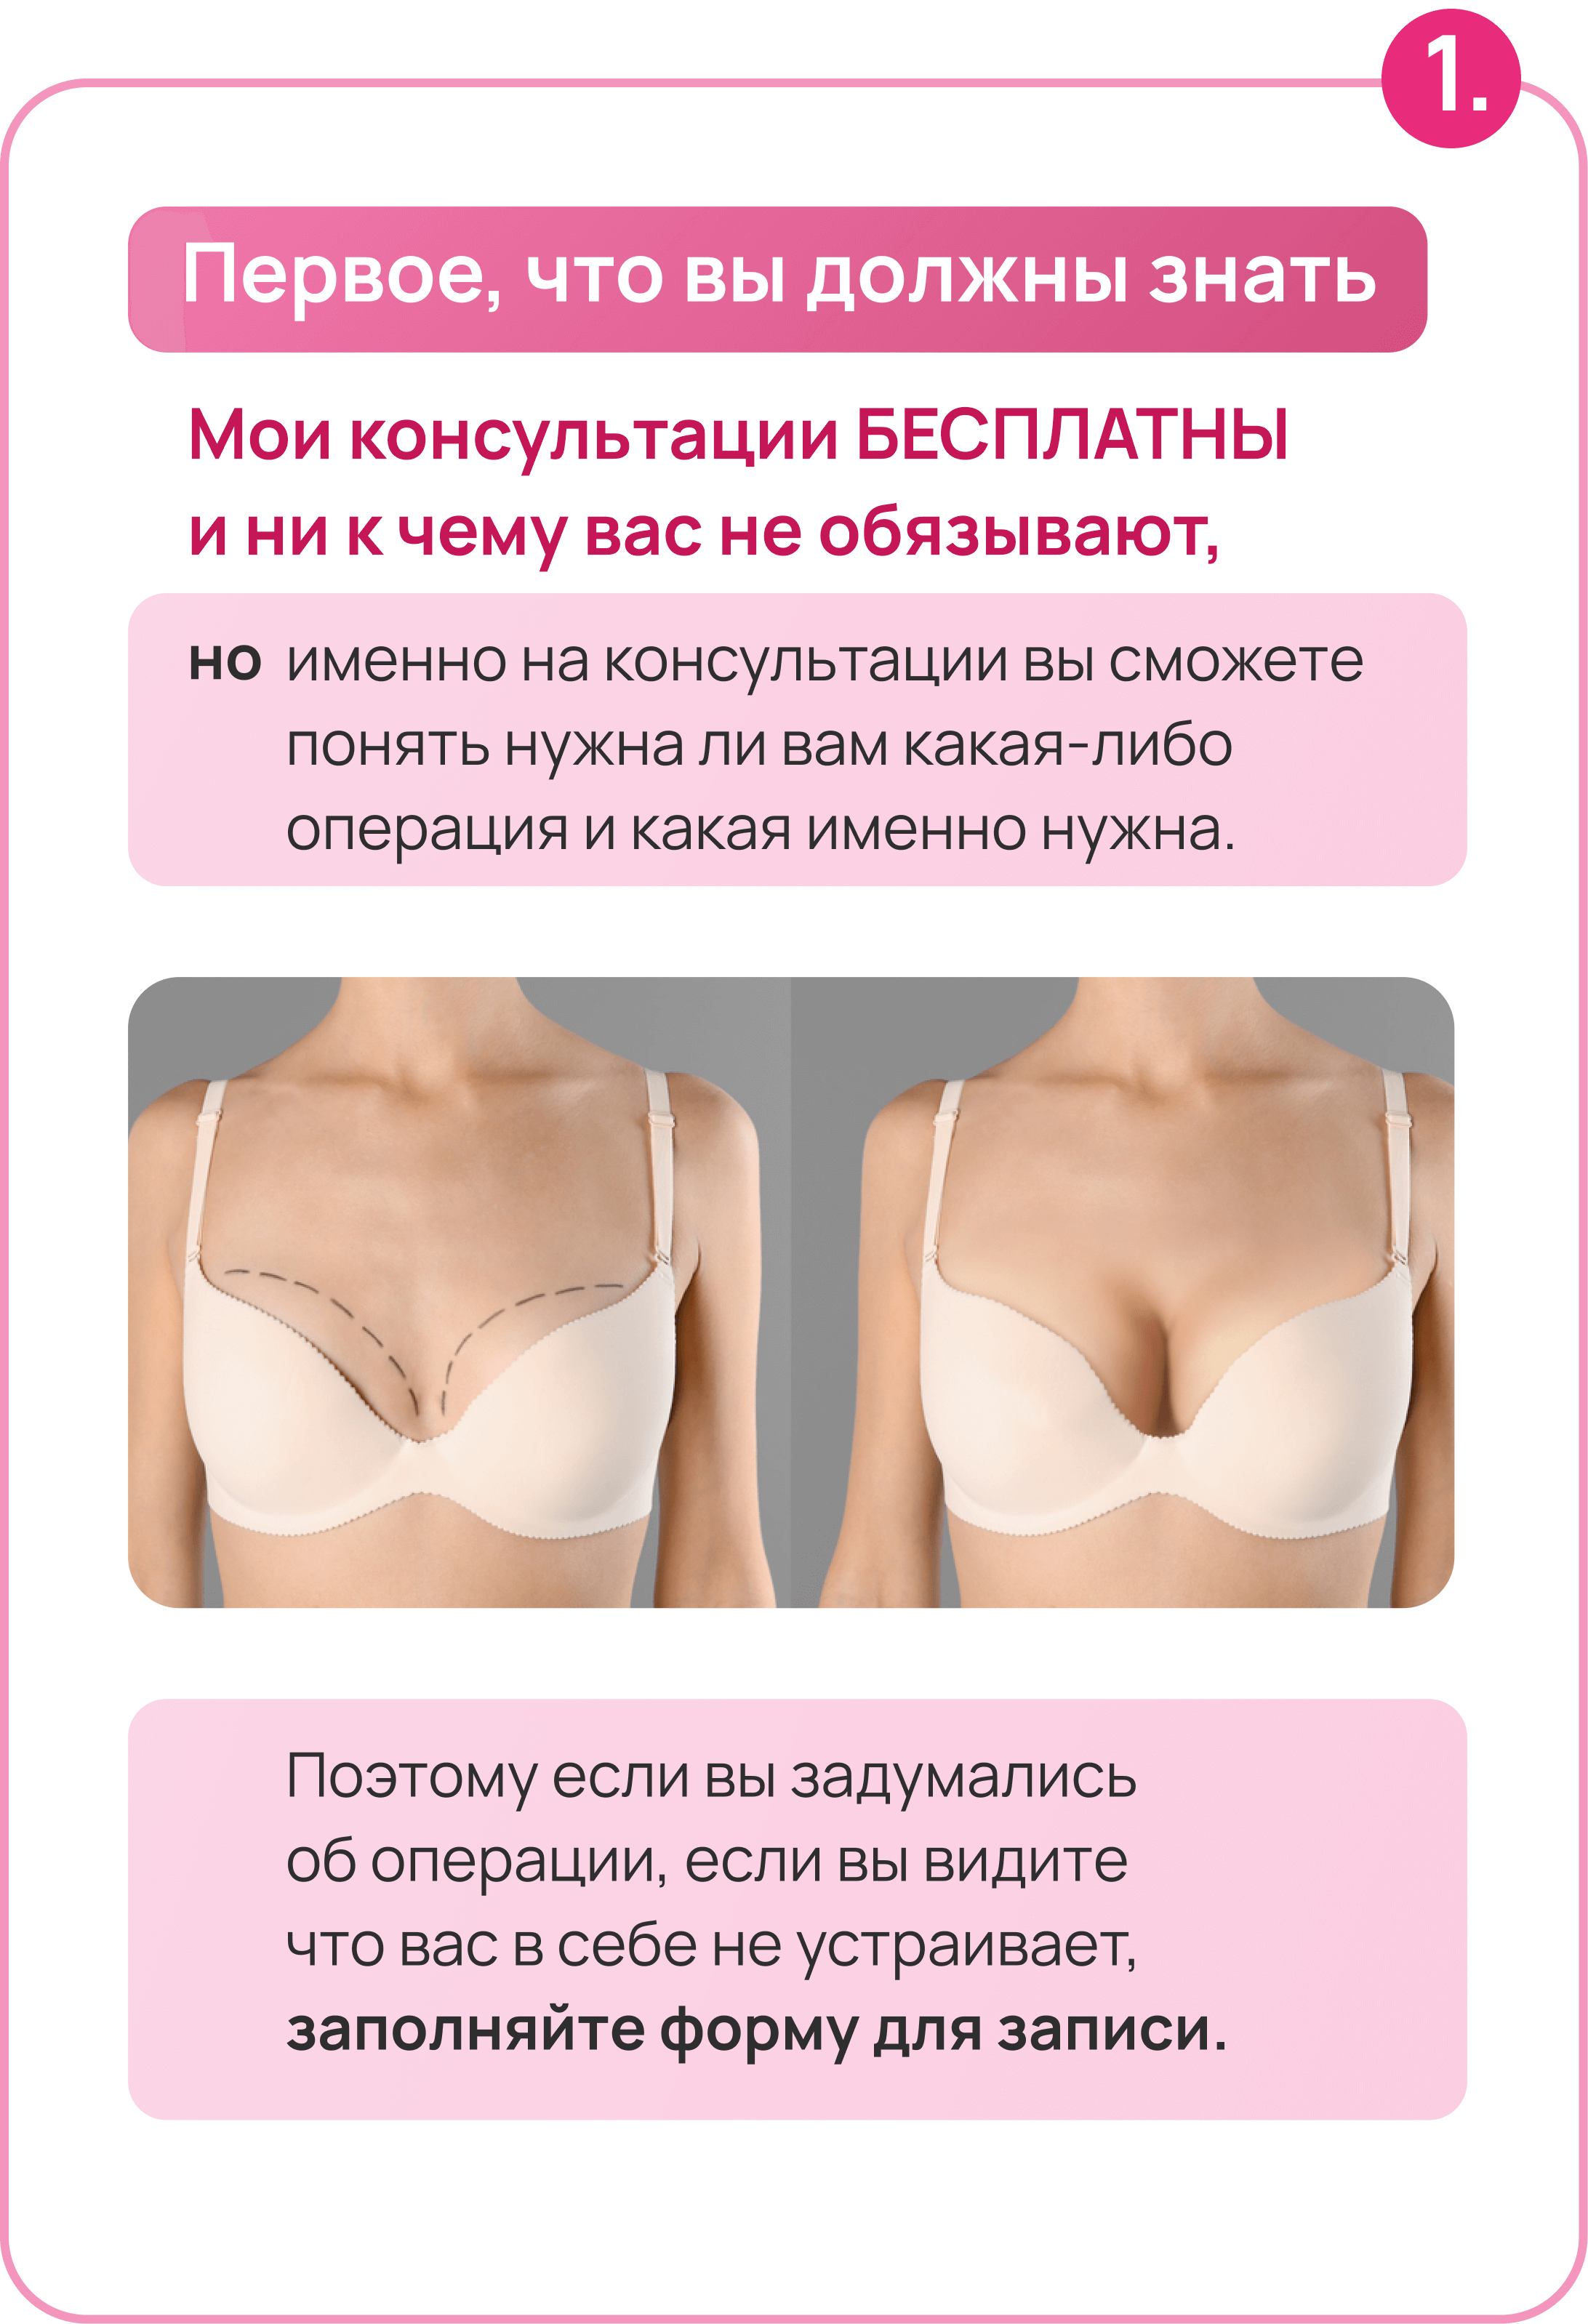 1.
Первое, что вы должны знать
Мои консультации БЕСПЛАТНЫ
и ни к чему вас не обязывают,
но именно на консультации вы сможете
понять нужна ли вам какая-либо
операция и какая именно нужна.
Поэтому если вы задумались
об операции, если вы видите
что вас в себе не устраивает,
заполняйте форму для записи.